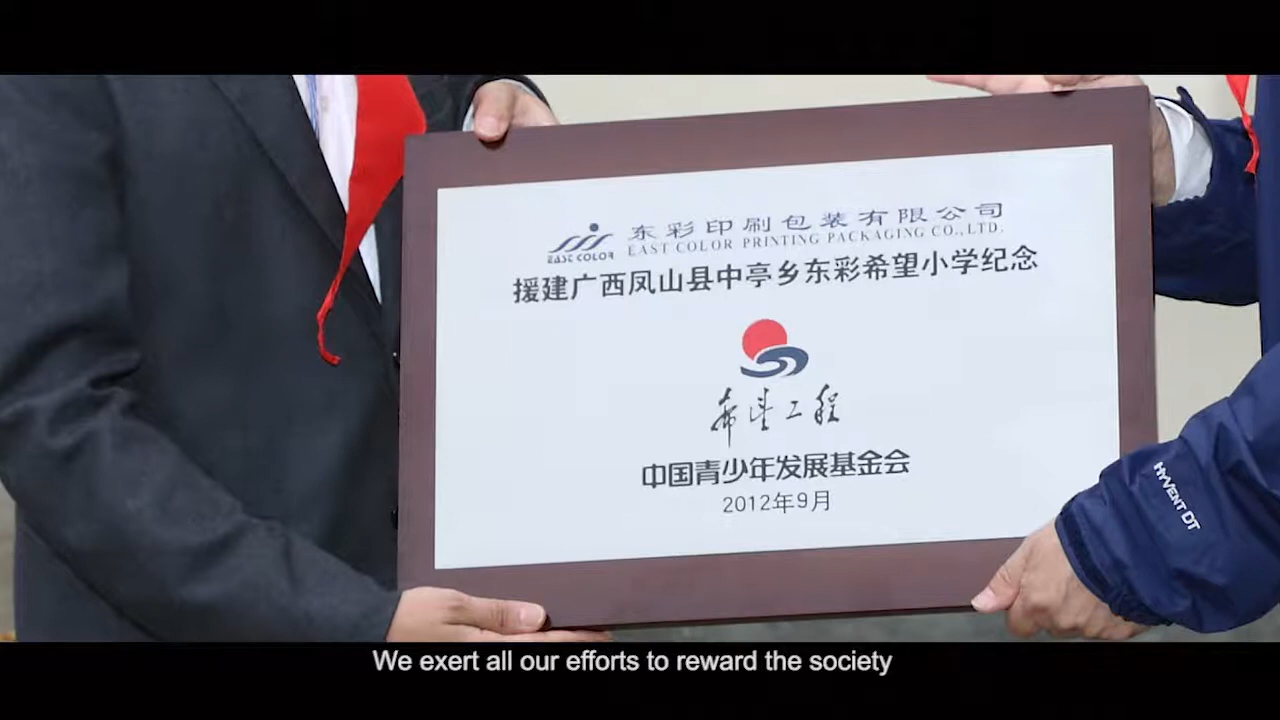 东彩印刷包装有限公司
EAST COLOR
EAST COLOR PRINTING PACKAGING CO.,LTD.
援建广西凤山县中亭乡东彩希望小学纪念
希望工程
中国青少年发展基金会
2012年9月
HYVENT DT
We exert all our efforts to reward the society